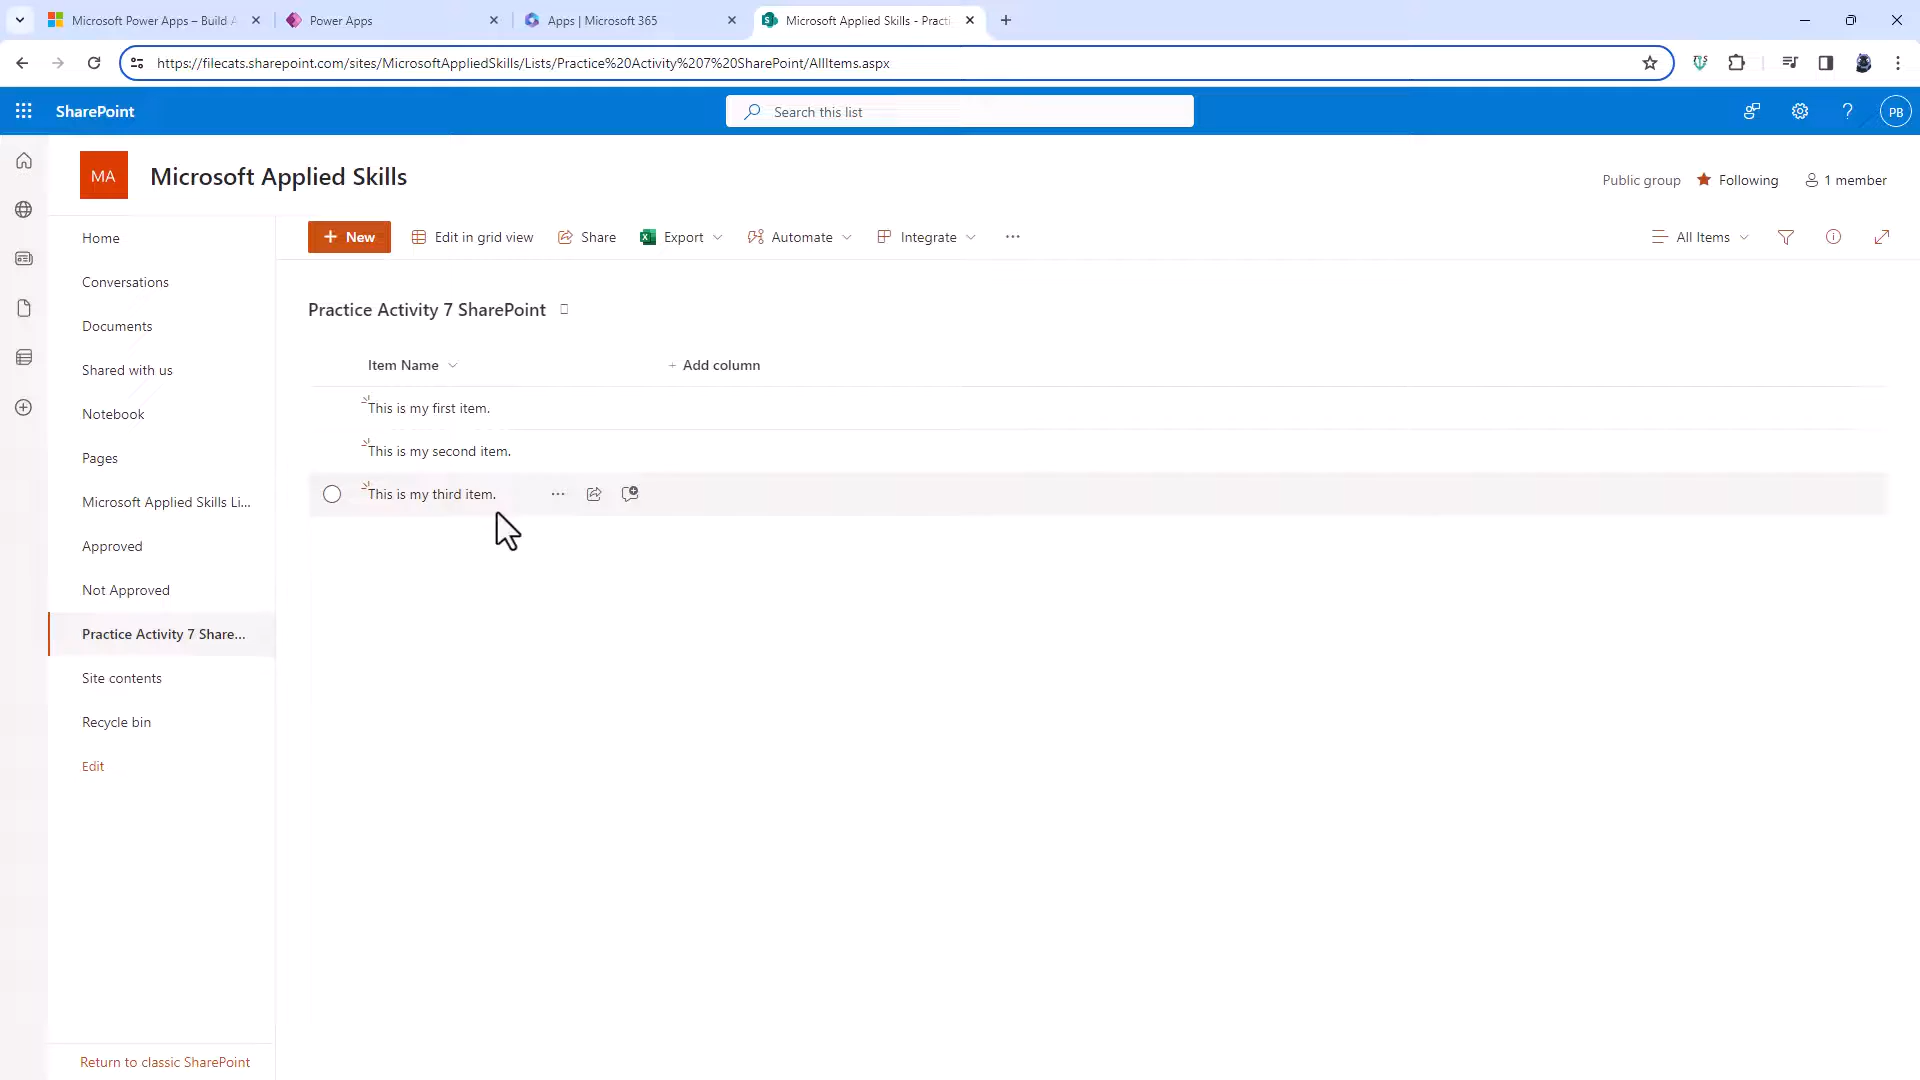 Microsoft Power Apps – Build A
Power Apps
Apps | Microsoft 365
Microsoft Applied Skills - Practi
https://filecats.sharepoint.com/sites/MicrosoftAppliedSkills/Lists/Practice%20Activity%207%20SharePoint/AllItems.aspx
SharePoint
Search this list
PB
MA
Microsoft Applied Skills
Public group
Following
1 member
Home
Conversations
Documents
Shared with us
Notebook
Pages
Microsoft Applied Skills Li...
Approved
Not Approved
Practice Activity 7 Share...
Site contents
Recycle bin
Edit
Return to classic SharePoint
+ New
Edit in grid view
Share
Export
Automate
Integrate
...
All Items
Practice Activity 7 SharePoint
Item Name
+ Add column
This is my first item.
This is my second item.
This is my third item.